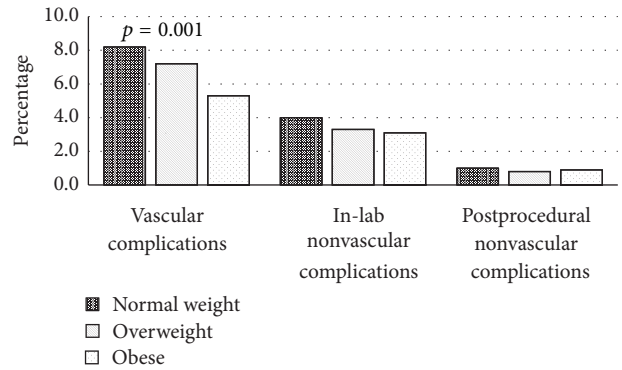 Percentage
10.0
8.0
6.0
4.0
2.0
0.0
p = 0.001
Vascular
complications
In-lab
nonvascular
complications
Postprocedural
nonvascular
complications
Normal weight
Overweight
Obese